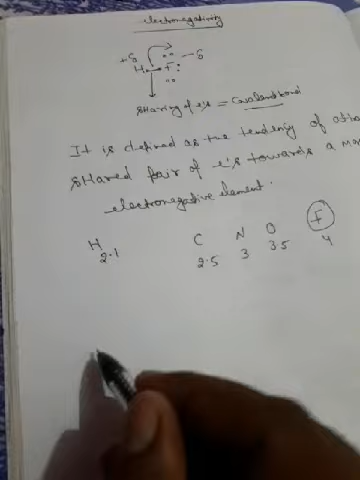 electronegativity
+δ −δ
H F
Sharing of e's = Covalent bond
It is defined as the tendency of
shared pair of e's towards a
electronegative element.
H C N O F
2.1 2.5 3 3.5 4